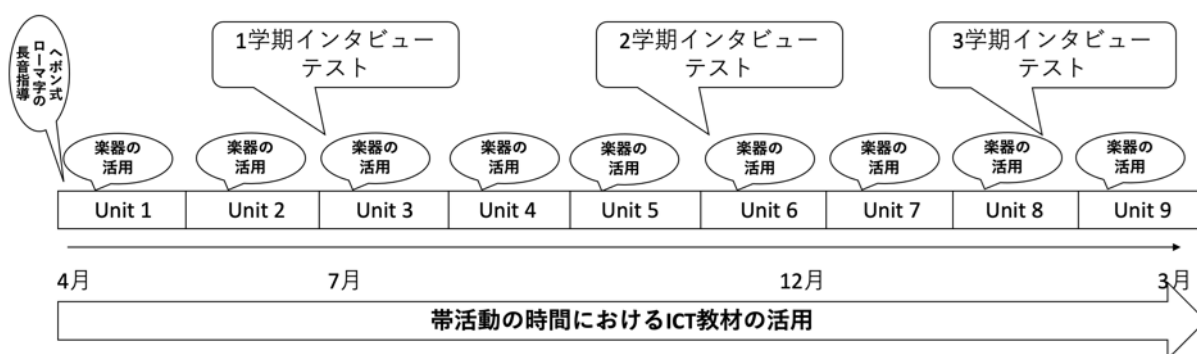 ヘボン式
ローマ字の
長音指導
1学期インタビュー
テスト
2学期インタビュー
テスト
3学期インタビュー
テスト
楽器の
活用
楽器の
活用
楽器の
活用
楽器の
活用
楽器の
活用
楽器の
活用
楽器の
活用
楽器の
活用
楽器の
活用
Unit 1
Unit 2
Unit 3
Unit 4
Unit 5
Unit 6
Unit 7
Unit 8
Unit 9
4月
7月
12月
3月
帯活動の時間におけるICT教材の活用